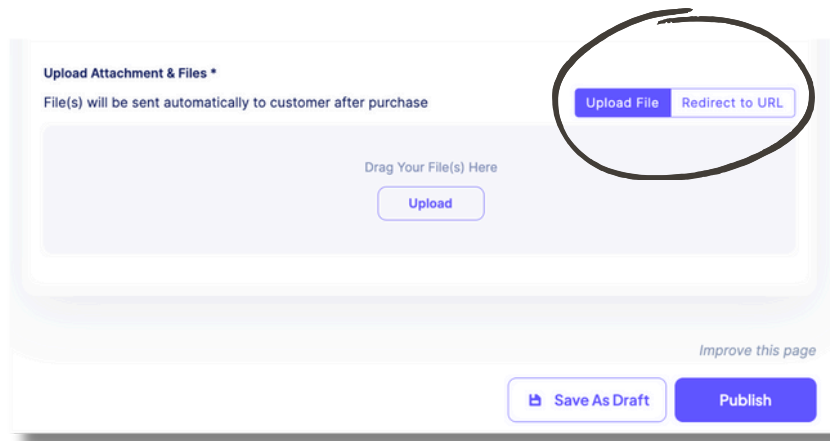 Upload Attachment & Files *
File(s) will be sent automatically to customer after purchase
Upload File
Redirect to URL
Drag Your File(s) Here
Upload
Improve this page
Save As Draft
Publish